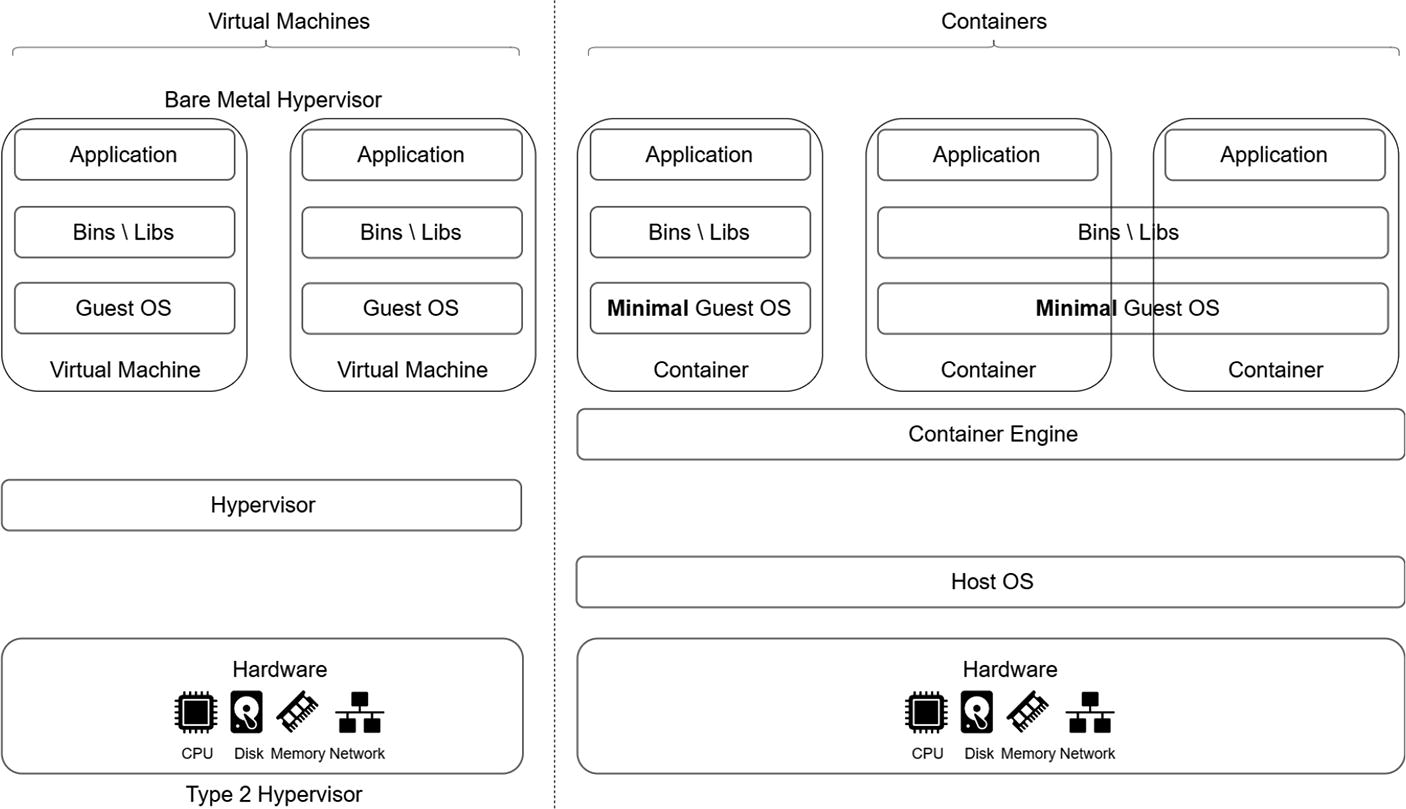 Virtual Machines
Containers
Bare Metal Hypervisor
Application
Application
Application
Application
Application
Bins \ Libs
Bins \ Libs
Bins \ Libs
Bins \ Libs
Guest OS
Guest OS
Minimal Guest OS
Minimal Guest OS
Virtual Machine
Virtual Machine
Container
Container
Container
Container Engine
Hypervisor
Host OS
Hardware
Hardware
CPU Disk Memory Network
CPU Disk Memory Network
Type 2 Hypervisor